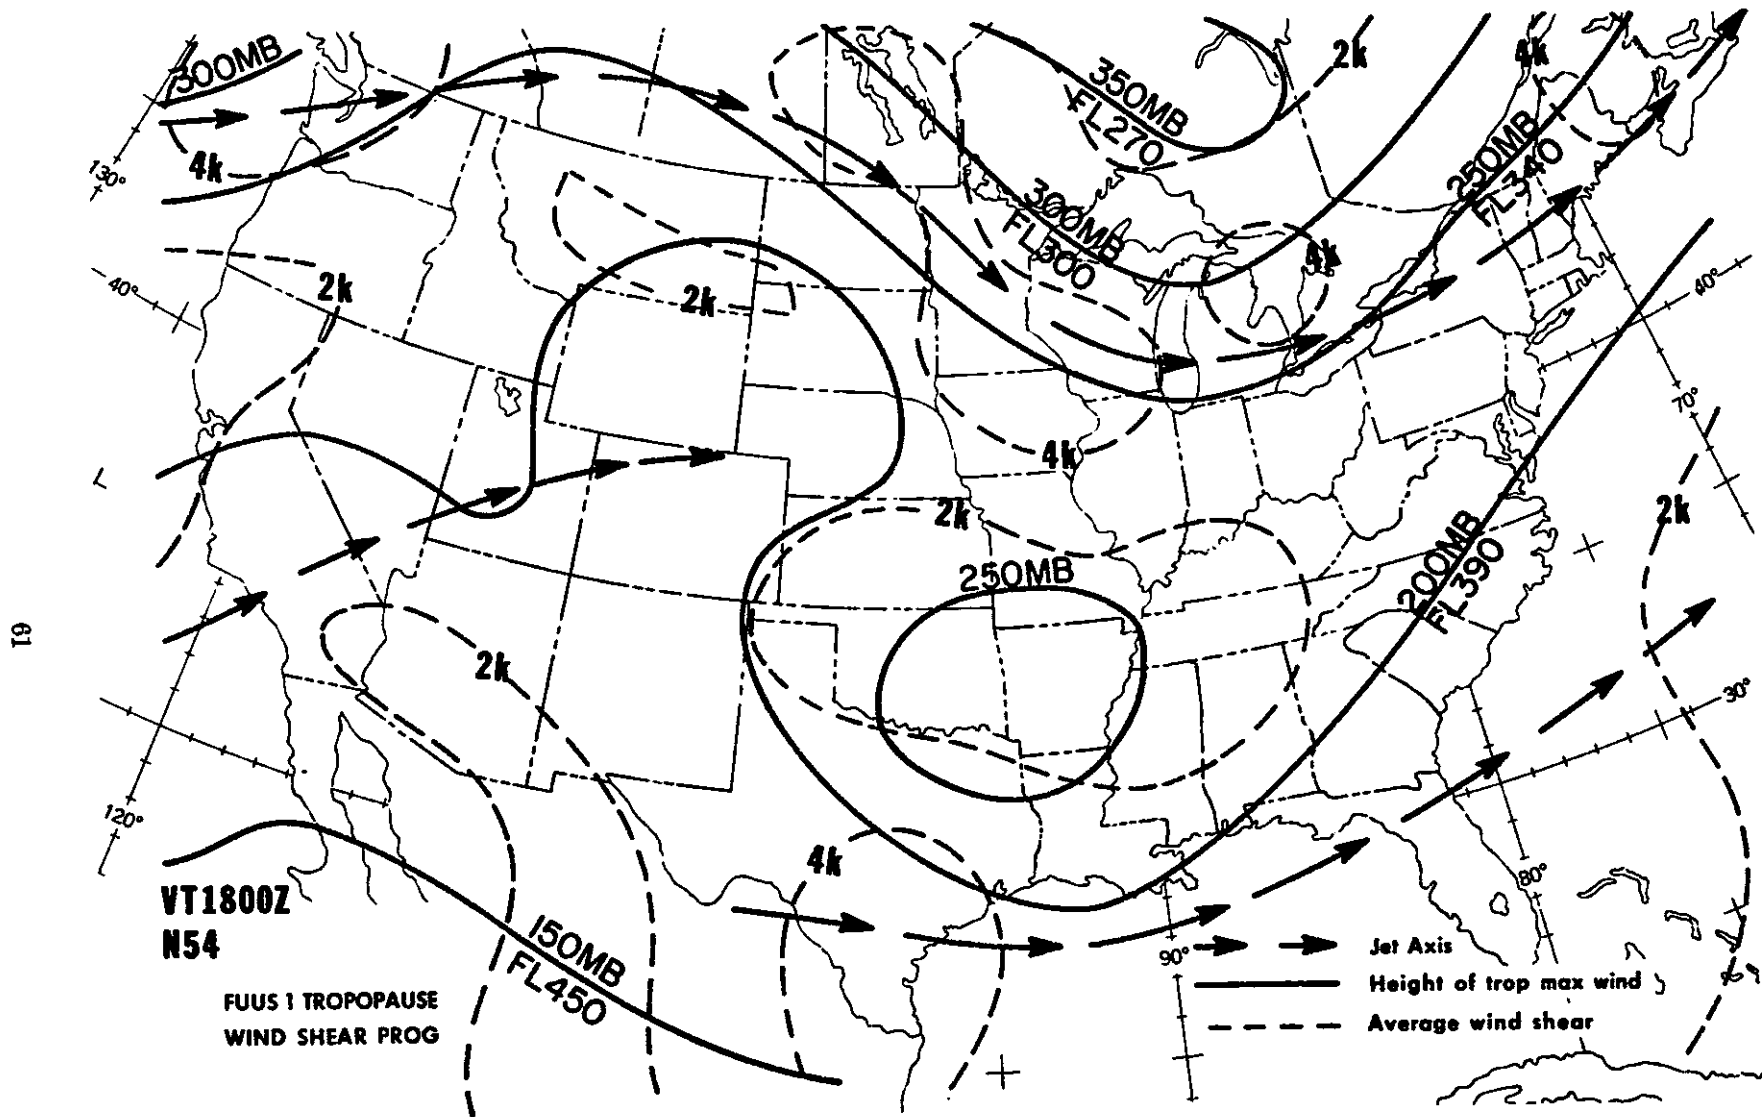 300MB
4k
130°
40°
2k
350MB
FL270
2k
4k
300MB
FL300
4k
250MB
FL340
40°
70°
2k
4k
2k
250MB
200MB
FL390
2k
2k
30°
120°
4k
80°
90°
150MB
FL450
61
L
VT1800Z
N54
FUUS 1 TROPOPAUSE
WIND SHEAR PROG
Jet Axis
Height of trop max wind
Average wind shear